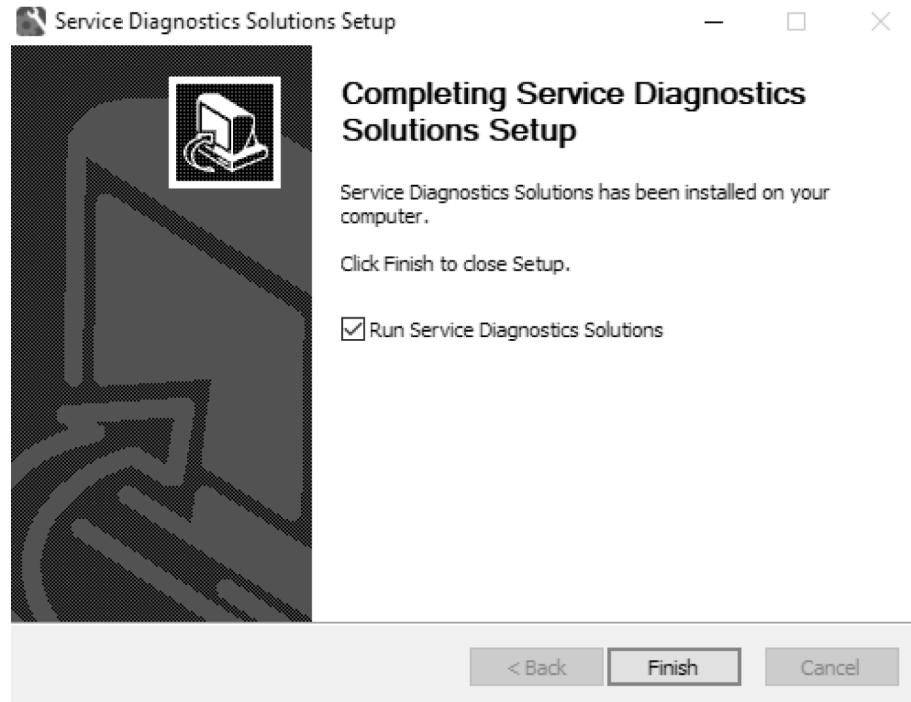 Service Diagnostics Solutions Setup
Completing Service Diagnostics
Solutions Setup
Service Diagnostics Solutions has been installed on your
computer.
Click Finish to close Setup.
Run Service Diagnostics Solutions
< Back Finish Cancel